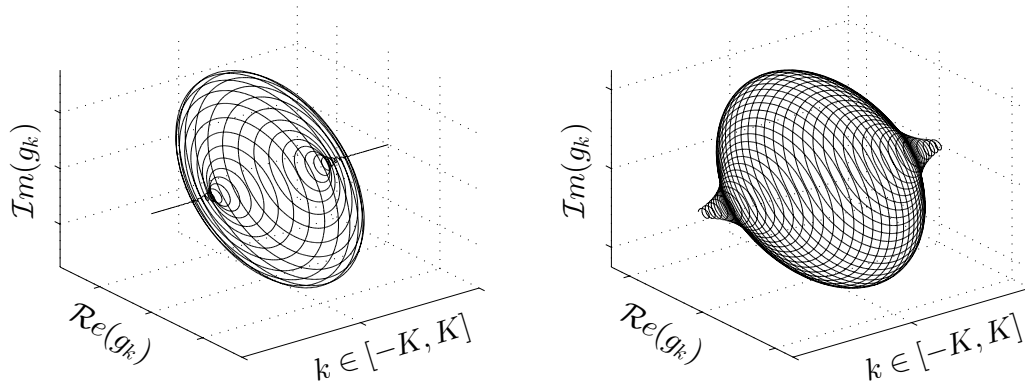 Im(g_k)
Re(g_k)
k ∈ [−K, K]
Im(g_k
Re(g_k)
k ∈ [−K, K]